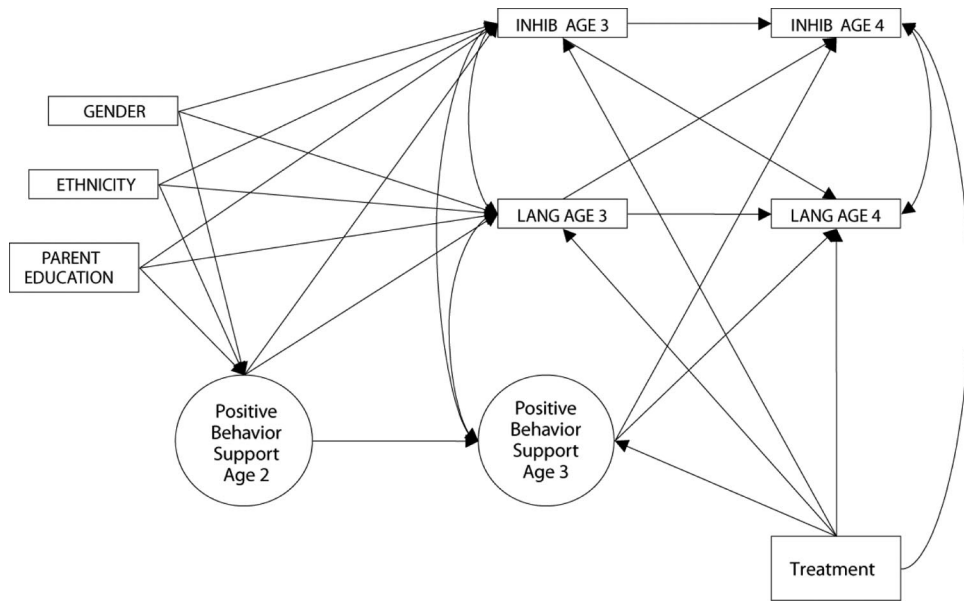 INHIB AGE 3
INHIB AGE 4
GENDER
ETHNICITY
LANG AGE 3
LANG AGE 4
PARENT
EDUCATION
Positive
Behavior
Support
Age 2
Positive
Behavior
Support
Age 3
Treatment